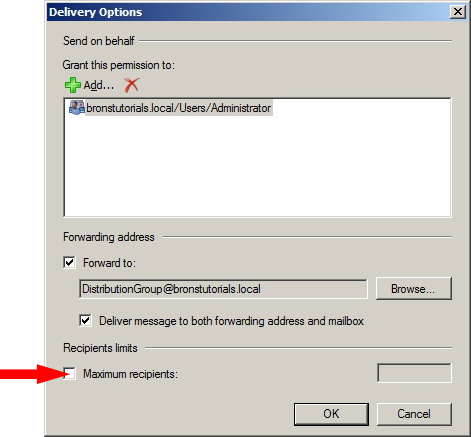 Delivery Options
Send on behalf
Grant this permission to:
Add...
bronstutorials.local/Users/Administrator
Forwarding address
Forward to:
DistributionGroup@bronstutorials.local
Browse...
Deliver message to both forwarding address and mailbox
Recipients limits
Maximum recipients:
OK
Cancel